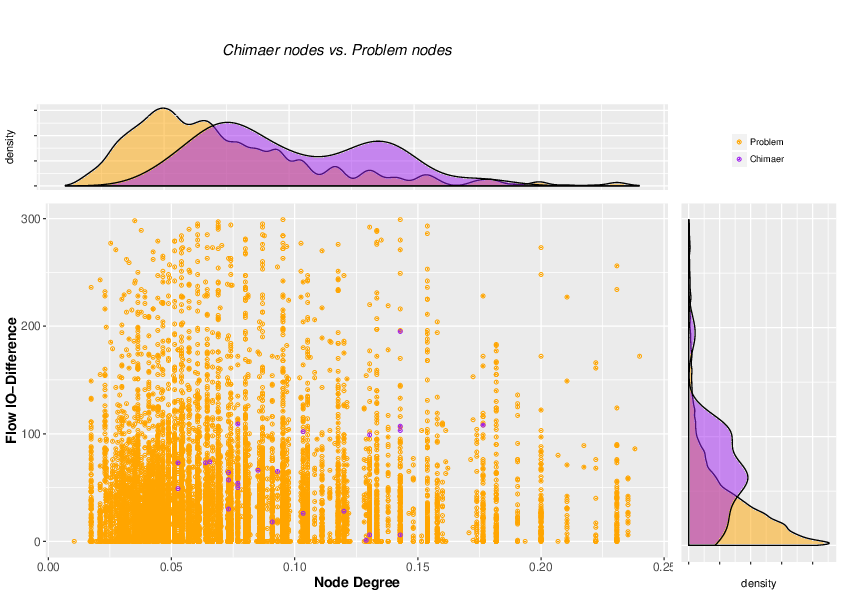 Chimaer nodes vs. Problem nodes
density
Problem
Chimaer
300
200
100
0
Flow IO−Difference
0.00
0.05
0.10
0.15
0.20
0.25
Node Degree
density